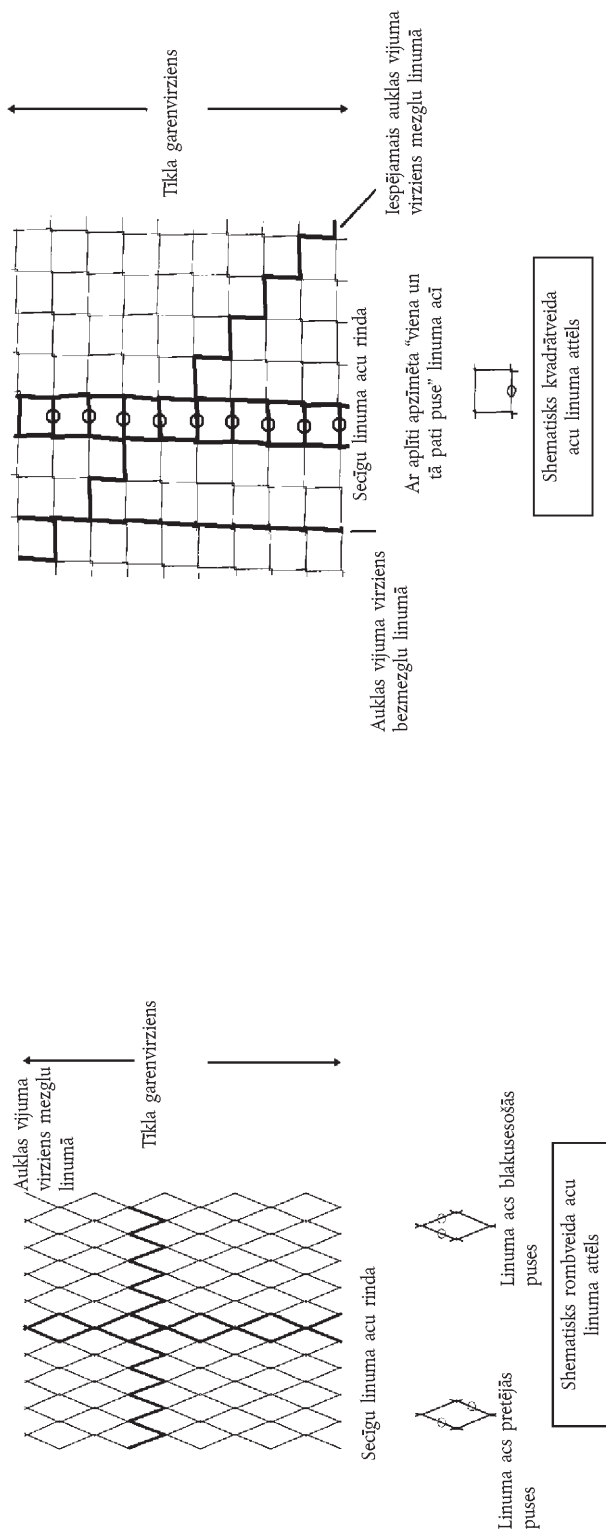 Auklas vijuma
virziens mezglu
linumā
Tīkla garenvirziens
Secīgu linuma acu rinda
Linuma acs pretējās
puses
Linuma acs blakusesošās
puses
Shematisks rombveida acu
linuma attēls
Tīkla garenvirziens
Secīgu linuma acu rinda
Auklas vijuma virziens
bezmezglu linumā
Iespējamais auklas vijuma
virziens mezglu linumā
Ar aplīti apzīmēta “viena un
tā pati puse” linuma acī
Shematisks kvadrātveida
acu linuma attēls